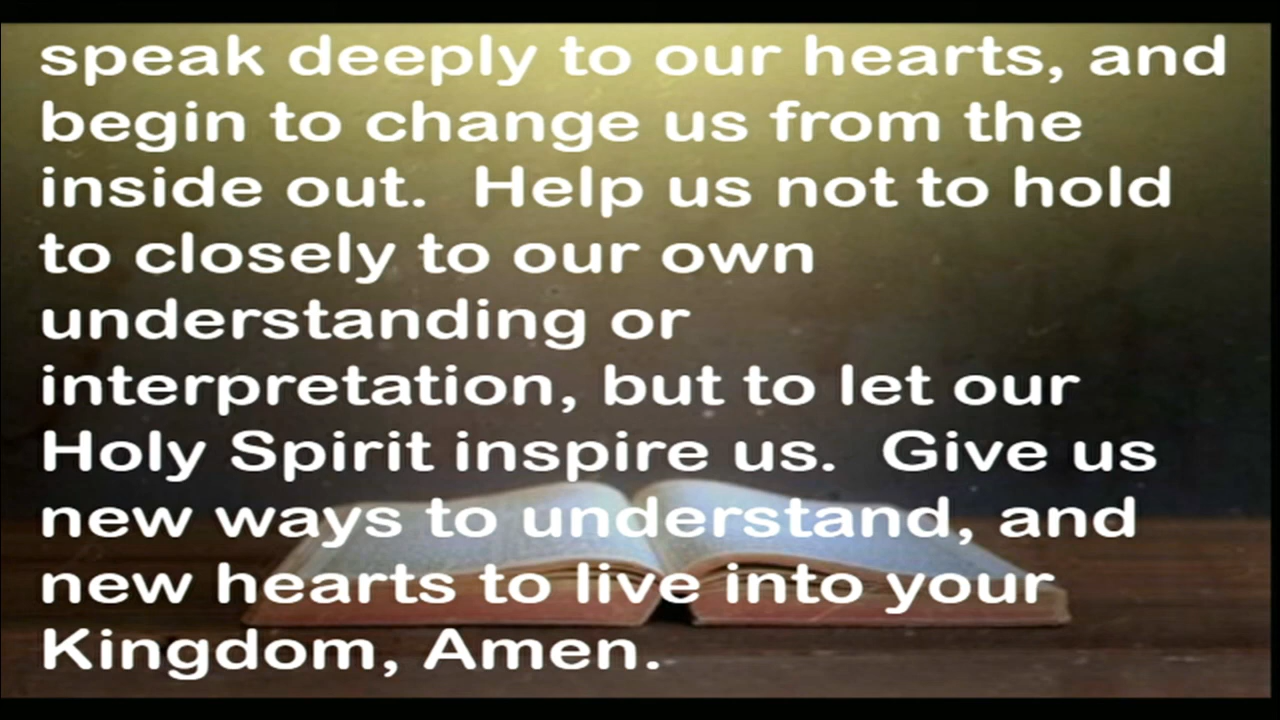 speak deeply to our hearts, and
begin to change us from the
inside out.  Help us not to hold
to closely to our own
understanding or
interpretation, but to let our
Holy Spirit inspire us.  Give us
new ways to understand, and
new hearts to live into your
Kingdom, Amen.